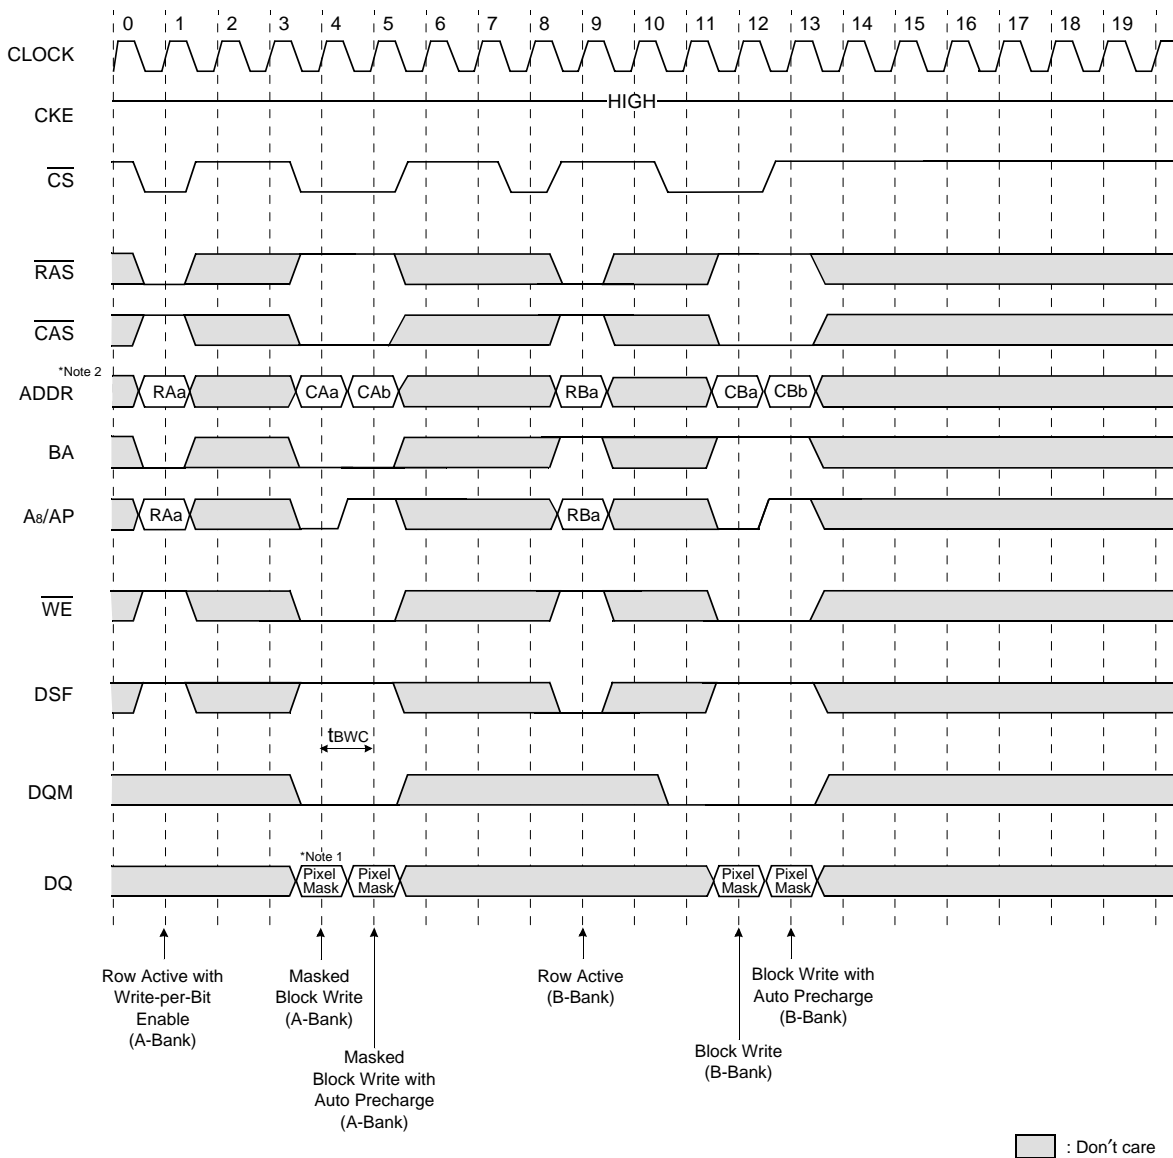 0 1 2 3 4 5 6 7 8 9 10 11 12 13 14 15 16 17 18 19
CLOCK
CKE
HIGH
CS
RAS
CAS
*Note 2
ADDR
RAa CAa CAb RBa CBa CBb
BA
A8/AP
RAa RBa
WE
DSF
tBWC
DQM
*Note 1
DQ
Pixel Mask
Pixel Mask
Pixel Mask
Pixel Mask
Row Active with
Write-per-Bit
Enable
(A-Bank)
Masked
Block Write
(A-Bank)
Masked
Block Write with
Auto Precharge
(A-Bank)
Row Active
(B-Bank)
Block Write
(B-Bank)
Block Write with
Auto Precharge
(B-Bank)
: Don′t care